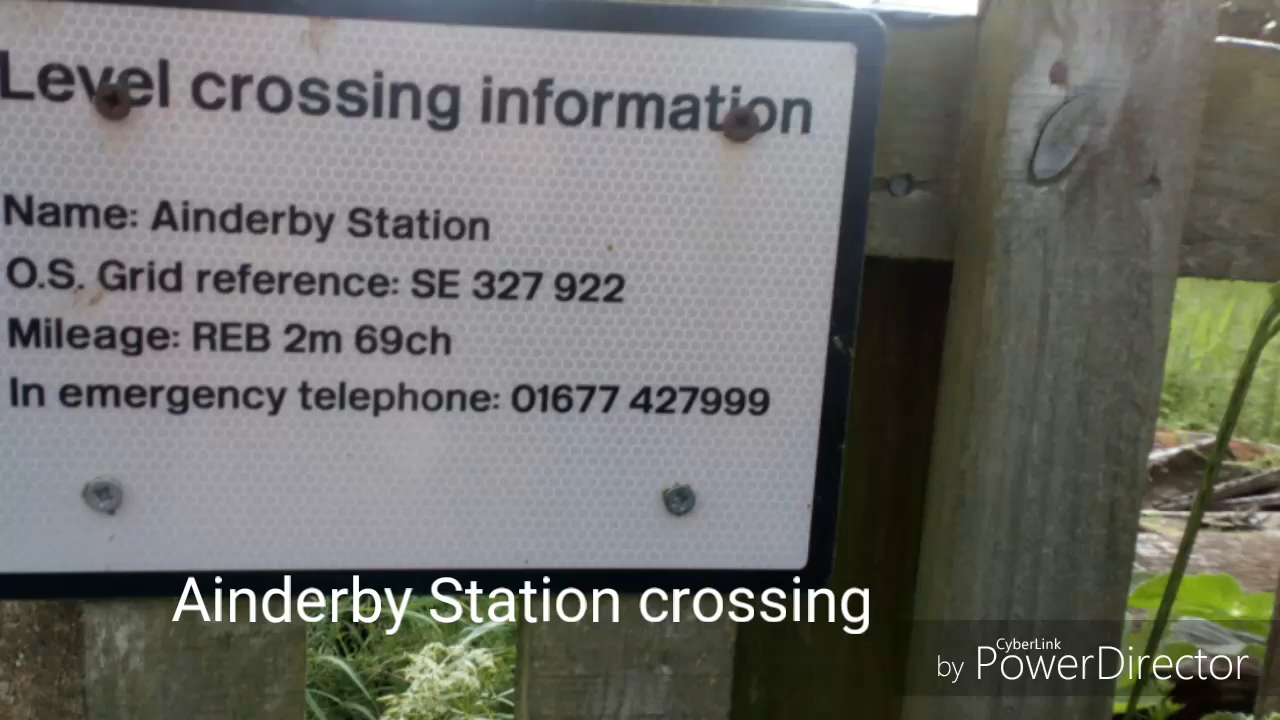 Level crossing information
Name: Ainderby Station
O.S. Grid reference: SE 327 922
Mileage: REB 2m 69ch
In emergency telephone: 01677 427999
Ainderby Station crossing
CyberLink
by PowerDirector